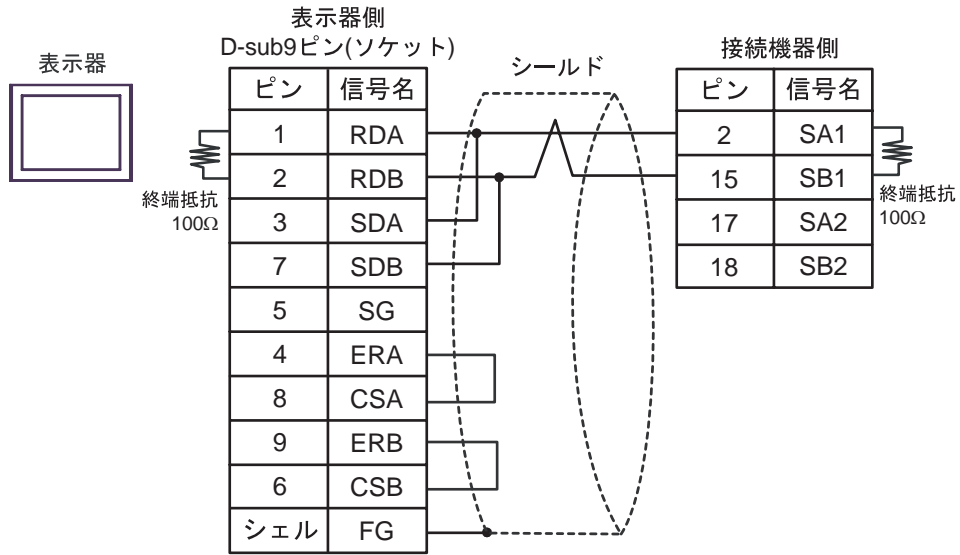 表示器
表示器側
D-sub9ピン(ソケット)
ピン 信号名
1 RDA
2 RDB
3 SDA
7 SDB
5 SG
4 ERA
8 CSA
9 ERB
6 CSB
シェル FG
終端抵抗
100Ω
シールド
接続機器側
ピン 信号名
2 SA1
15 SB1
17 SA2
18 SB2
終端抵抗
100Ω